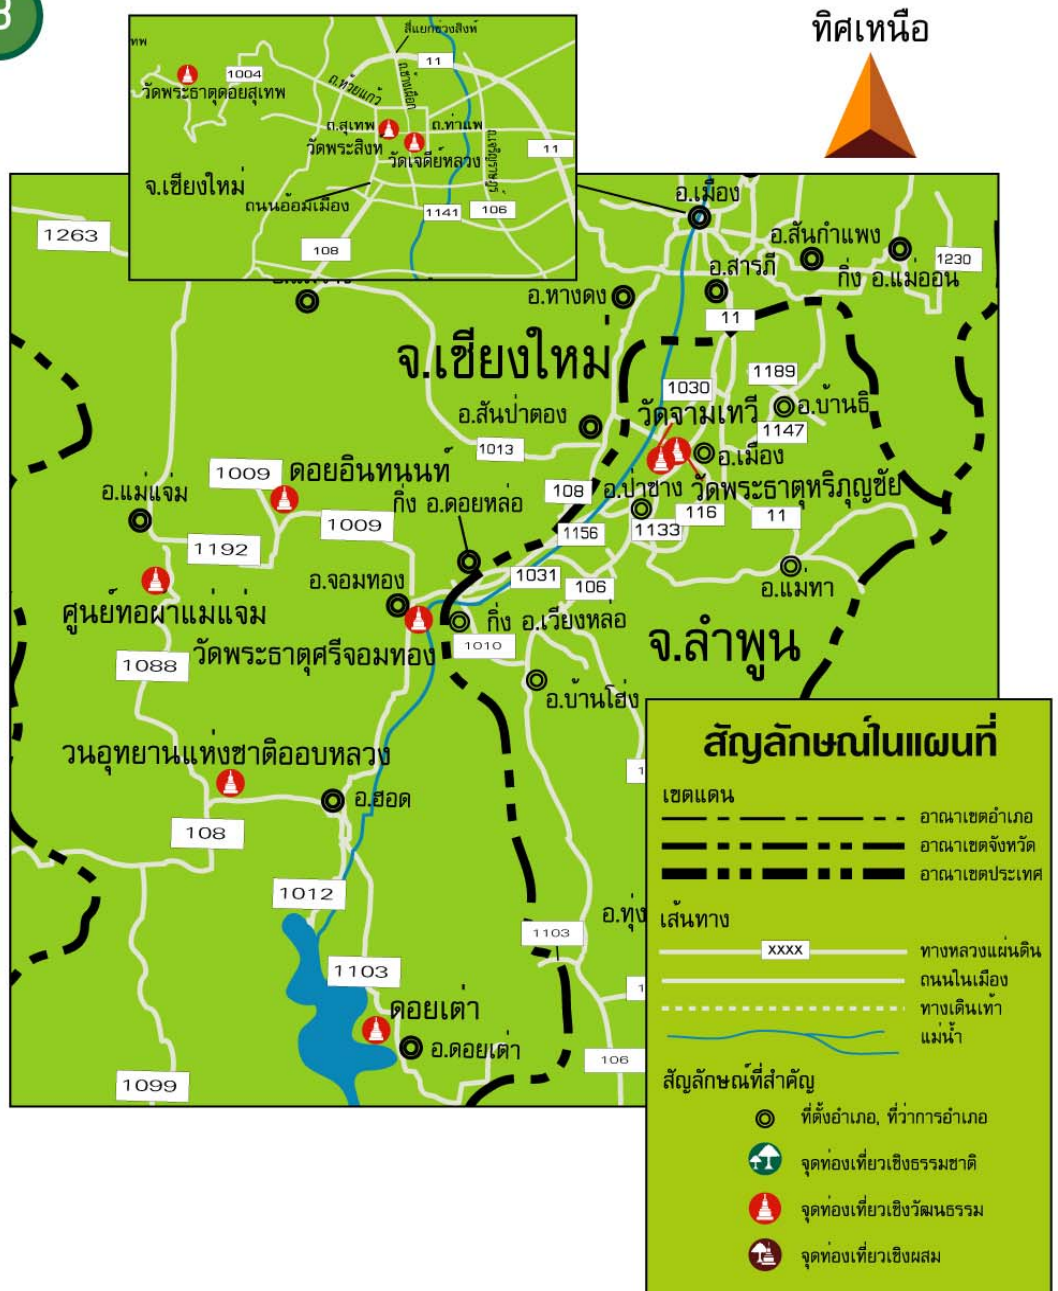 3
ทิศเหนือ
สี่แยกข่วงสิงห์
11
1004
วัดพระธาตุดอยสุเทพ
ถ.ห้วยแก้ว
ถ.ช้างเผือก
ถ.สุเทพ
ถ.ท่าแพ
วัดพระสิงห
วัดเจดีย์หลวง
11
จ.เชียงใหม่
ถนนอ้อมเมือง
1141
106
108
1263
อ.เมือง
อ.สันกำแพง
อ.สารภี
1230
กิ่ง อ.แม่ออน
อ.หางดง
11
จ.เชียงใหม่
1189
1030
อ.บ้านธิ
วัดจามเทวี
อ.สันป่าตอง
1147
1013
อ.เมือง
1009
ดอยอินทนนท์
อ.แม่แจ่ม
กิ่ง อ.ดอยหล่อ
108
อ.ป่าซาง
วัดพระธาตุหริภุญชัย
116
11
1009
1156
1133
1192
อ.จอมทอง
1031
106
อ.แม่ทา
ศูนย์ทอผาแม่แจ่ม
กิ่ง อ.เวียงหล่อ
1010
วัดพระธาตุศรีจอมทอง
จ.ลำพูน
1088
อ.บ้านโฮ่ง
วนอุทยานแห่งชาติออบหลวง
อ.ฮอด
108
1012
อ.ทุ่ง
1103
1103
ดอยเต่า
อ.ดอยเต่า
106
1099
สัญลักษณ์ในแผนที่
เขตแดน
อาณาเขตอำเภอ
อาณาเขตจังหวัด
อาณาเขตประเทศ
เส้นทาง
XXXX
ทางหลวงแผ่นดิน
ถนนในเมือง
ทางเดินเท้า
แม่น้ำ
สัญลักษณ์ที่สำคัญ
ที่ตั้งอำเภอ, ที่ว่าการอำเภอ
จุดท่องเที่ยวเชิงธรรมชาติ
จุดท่องเที่ยวเชิงวัฒนธรรม
จุดท่องเที่ยวเชิงผสม